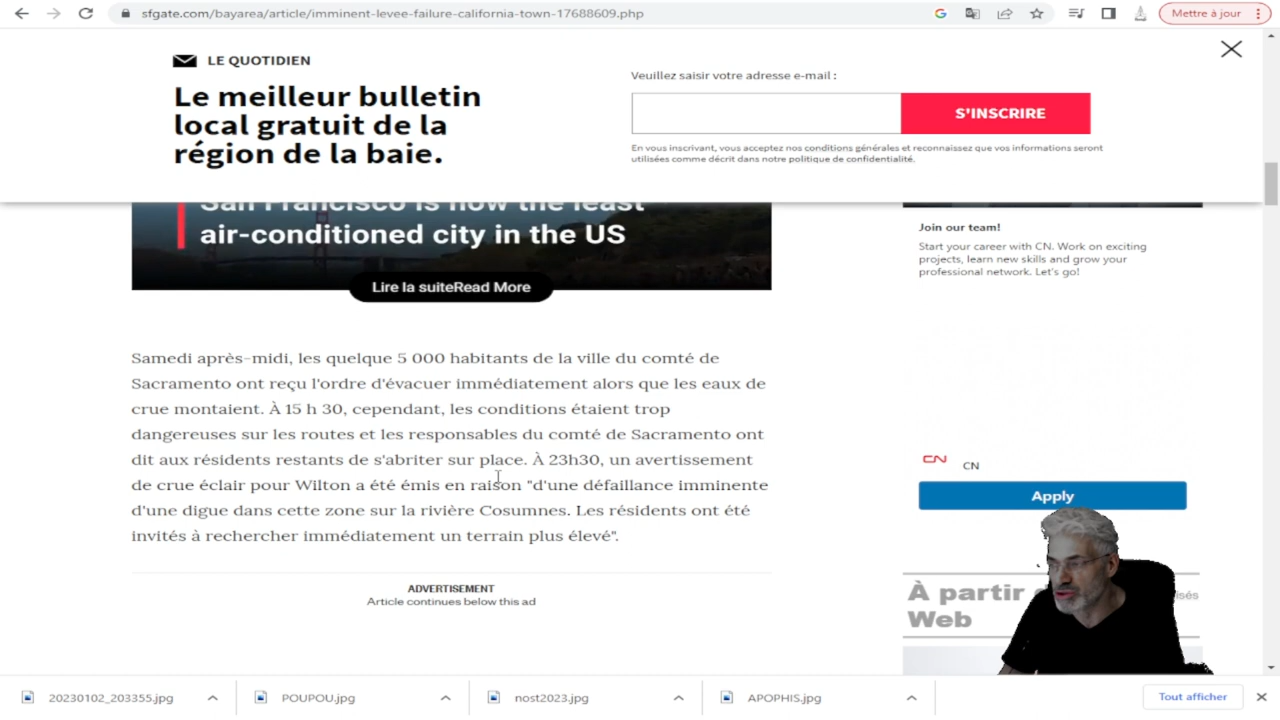 sfgate.com/bayarea/article/imminent-levee-failure-california-town-17688609.php
Mettre à jour
LE QUOTIDIEN
Le meilleur bulletin
local gratuit de la
région de la baie.
Veuillez saisir votre adresse e-mail :
S'INSCRIRE
En vous inscrivant, vous acceptez nos conditions générales et reconnaissez que vos informations seront
utilisées comme décrit dans notre politique de confidentialité.
San Francisco is now the least
air-conditioned city in the US
Lire la suiteRead More
Join our team!
Start your career with CN. Work on exciting
projects, learn new skills and grow your
professional network. Let's go!
Samedi après-midi, les quelque 5 000 habitants de la ville du comté de
Sacramento ont reçu l'ordre d'évacuer immédiatement alors que les eaux de
crue montaient. À 15 h 30, cependant, les conditions étaient trop
dangereuses sur les routes et les responsables du comté de Sacramento ont
dit aux résidents restants de s'abriter sur place. À 23h30, un avertissement
de crue éclair pour Wilton a été émis en raison "d'une défaillance imminente
d'une digue dans cette zone sur la rivière Cosumnes. Les résidents ont été
invités à rechercher immédiatement un terrain plus élevé".
CN
CN
Apply
ADVERTISEMENT
Article continues below this ad
À partir
Web
20230102_203355.jpg
POUPOU.jpg
nost2023.jpg
APOPHIS.jpg
Tout afficher